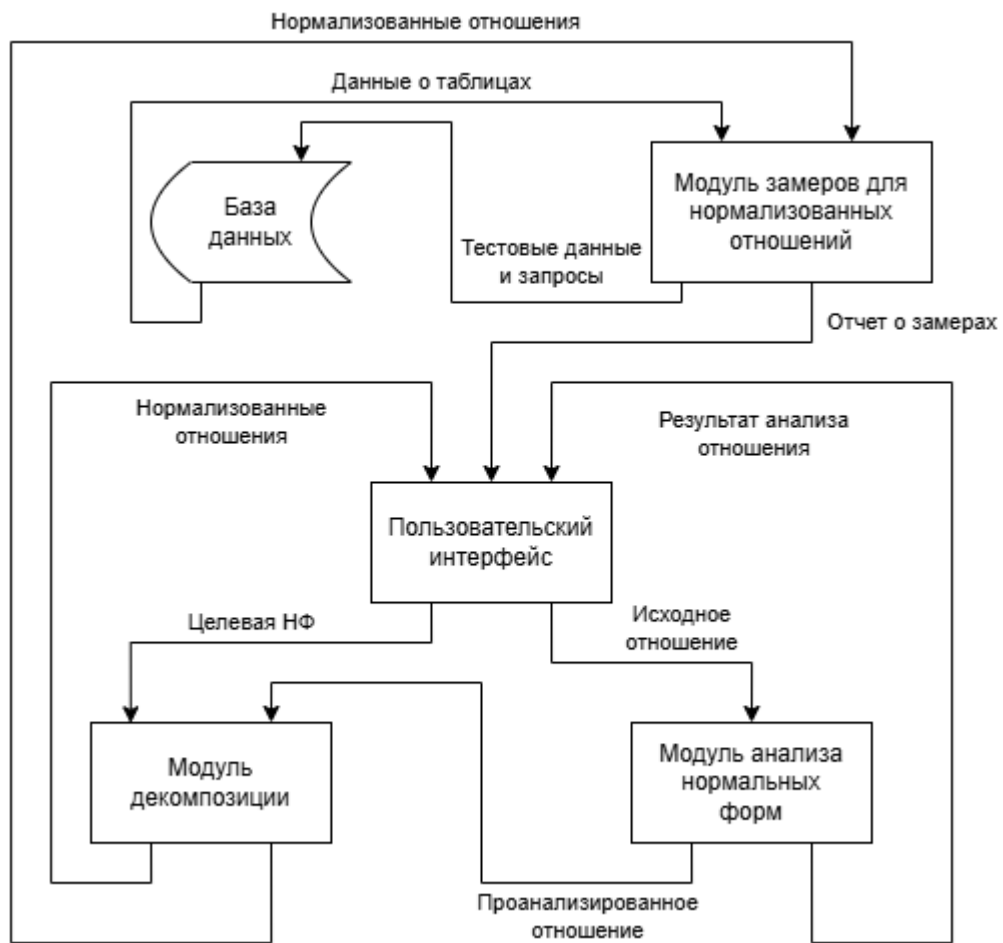 Нормализованные отношения
Данные о таблицах
База
данных
Модуль замеров для
нормализованных
отношений
Тестовые данные
и запросы
Отчет о замерах
Нормализованные
отношения
Результат анализа
отношения
Пользовательский
интерфейс
Целевая НФ
Исходное
отношение
Модуль
декомпозиции
Модуль анализа
нормальных
форм
Проанализированное
отношение